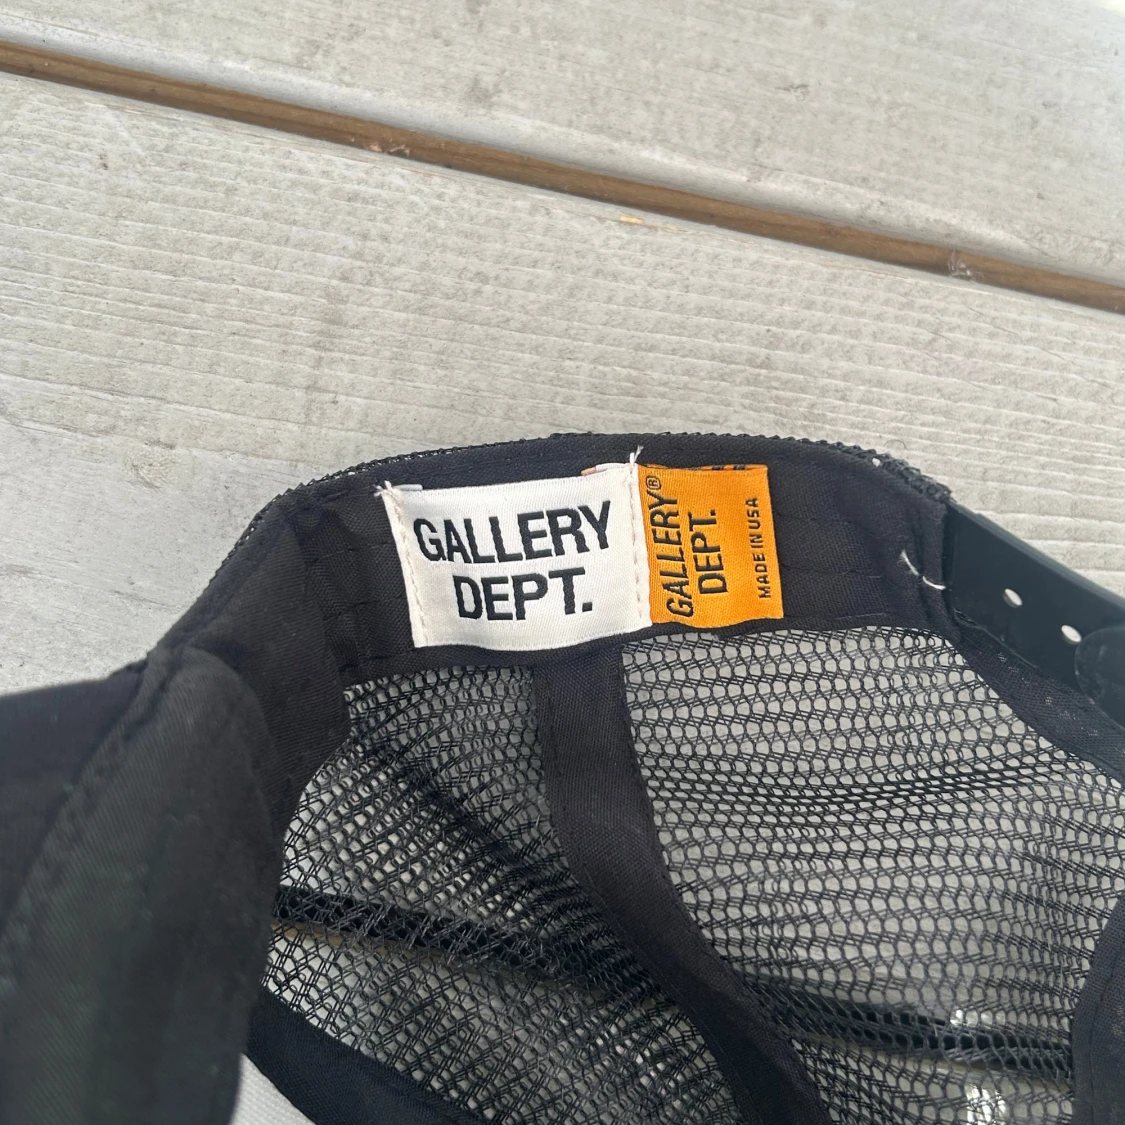 GALLERY
DEPT.
GALLERY®
DEPT.
MADE IN USA